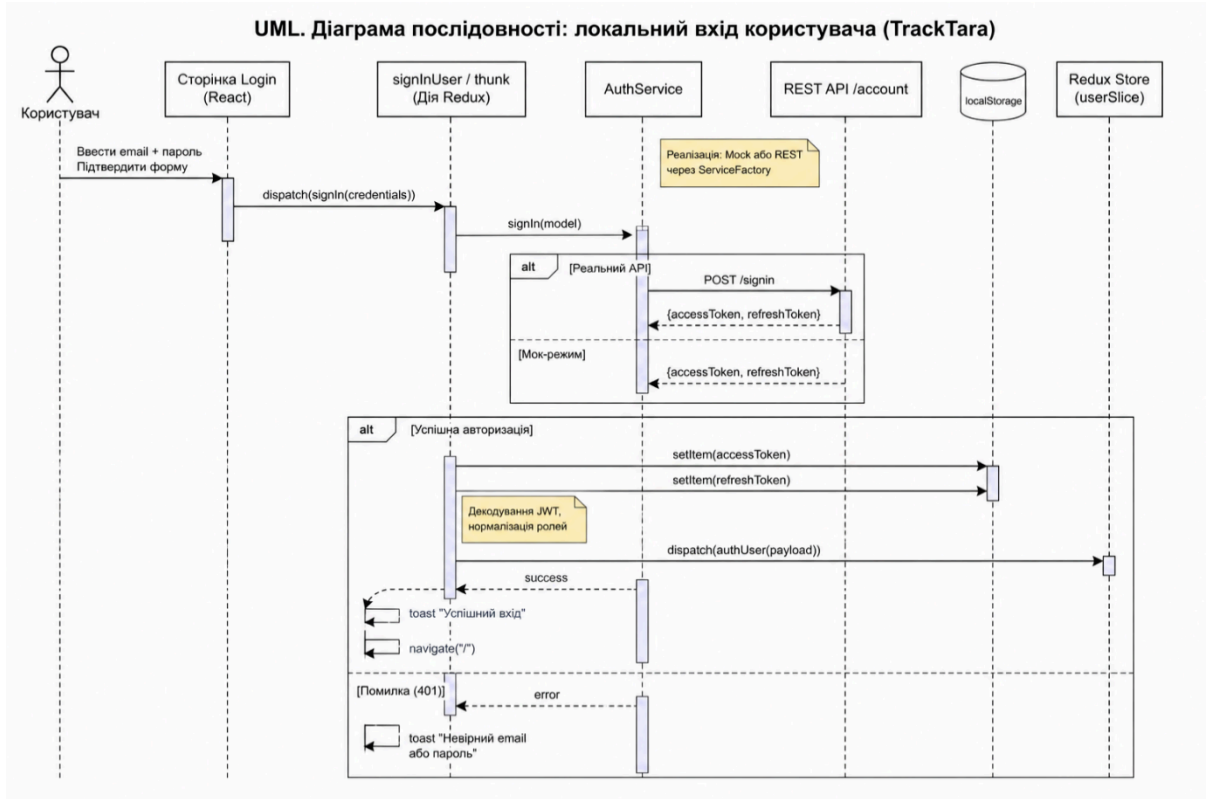 UML. Діаграма послідовності: локальний вхід користувача (TrackTara)
Користувач
Сторінка Login
(React)
signInUser / thunk
(Дія Redux)
AuthService
REST API /account
localStorage
Redux Store
(userSlice)
Ввести email + пароль
Підтвердити форму
Реалізація: Mock або REST
через ServiceFactory
dispatch(signIn(credentials))
signIn(model)
alt
[Реальний API]
POST /signin
{accessToken, refreshToken}
[Мок-режим]
{accessToken, refreshToken}
alt
[Успішна авторизація]
setItem(accessToken)
setItem(refreshToken)
Декодування JWT,
нормалізація ролей
dispatch(authUser(payload))
success
toast "Успішний вхід"
navigate("/")
[Помилка (401)]
error
toast "Невірний email
або пароль"